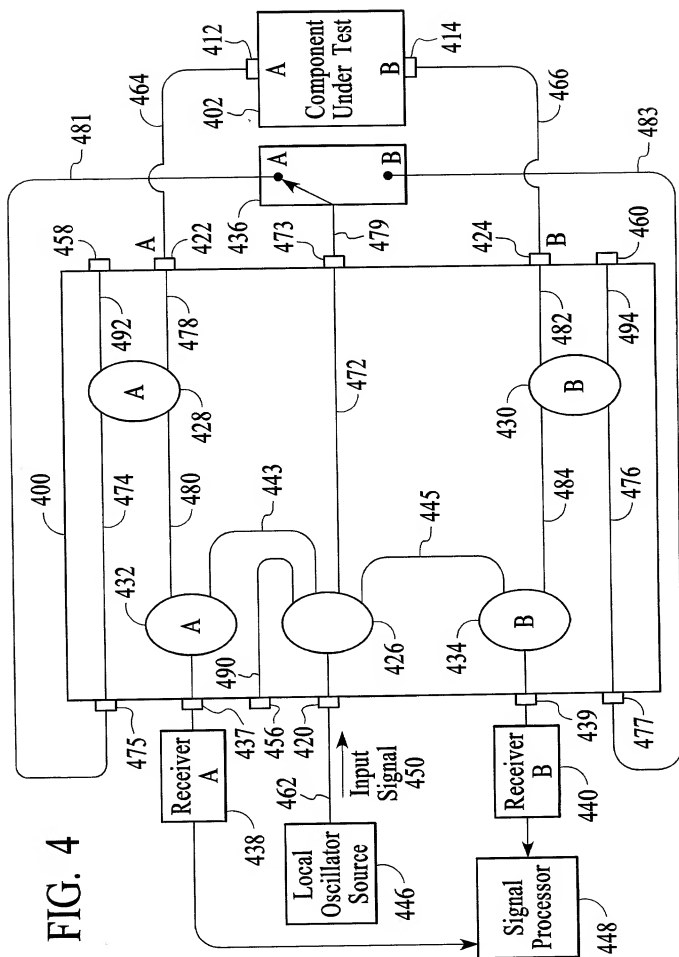 FIG. 4
400
402
Component
Under Test
A
B
412
414
464
466
481
483
436
A
B
458
A
422
473
479
424
B
460
492
478
472
482
494
A
428
430
B
474
480
443
445
484
476
432
A
490
426
434
B
475
437
456
420
439
477
Receiver
A
438
462
Input
Signal
450
Receiver
B
440
Local
Oscillator
Source
446
Signal
Processor
448